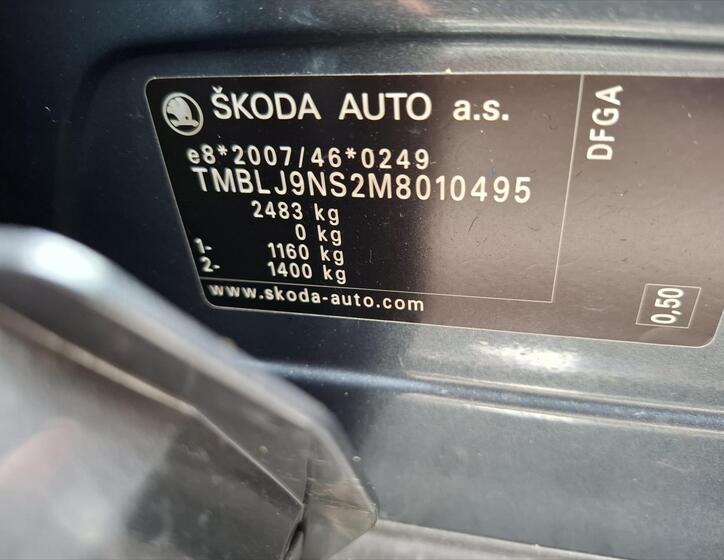 ŠKODA AUTO a.s.
e8*2007/46*0249
TMBLJ9NS2M8010495
2483 kg
0 kg
1- 1160 kg
2- 1400 kg
www.skoda-auto.com
DFGA
0,50